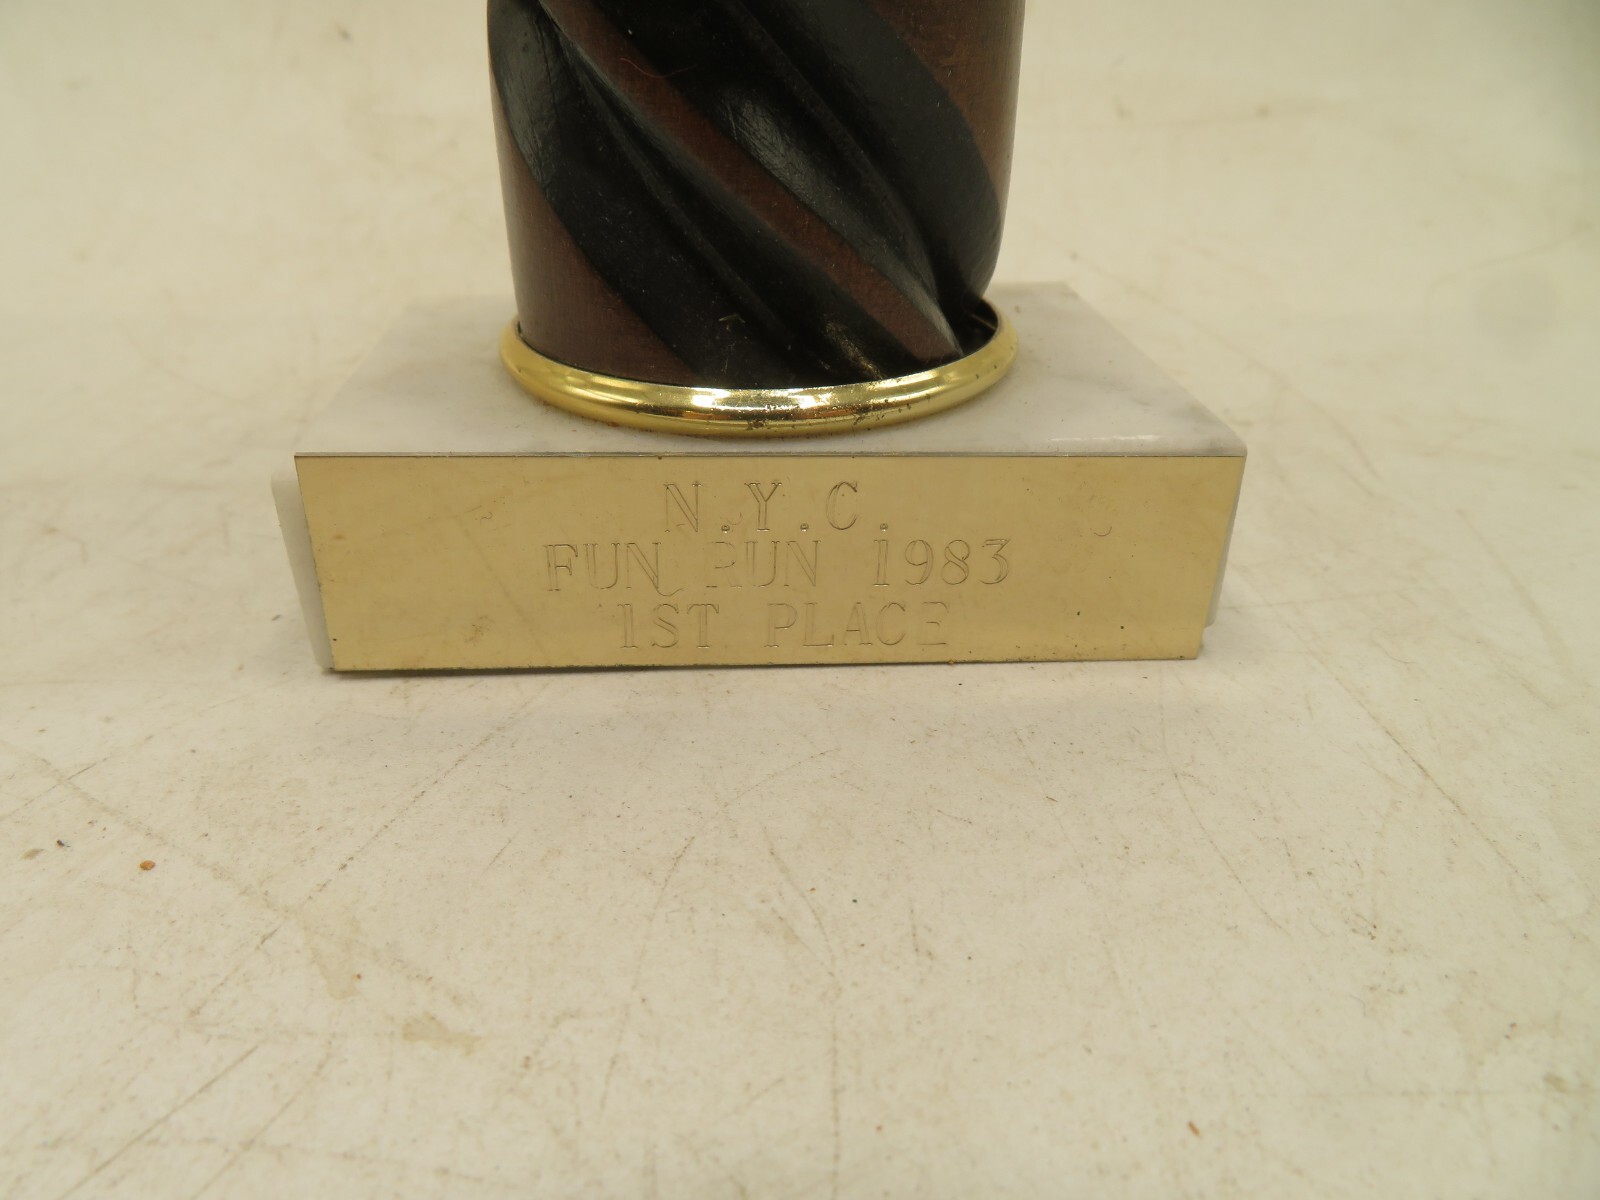 N.Y.C.
FUN RUN 1983
1ST PLACE